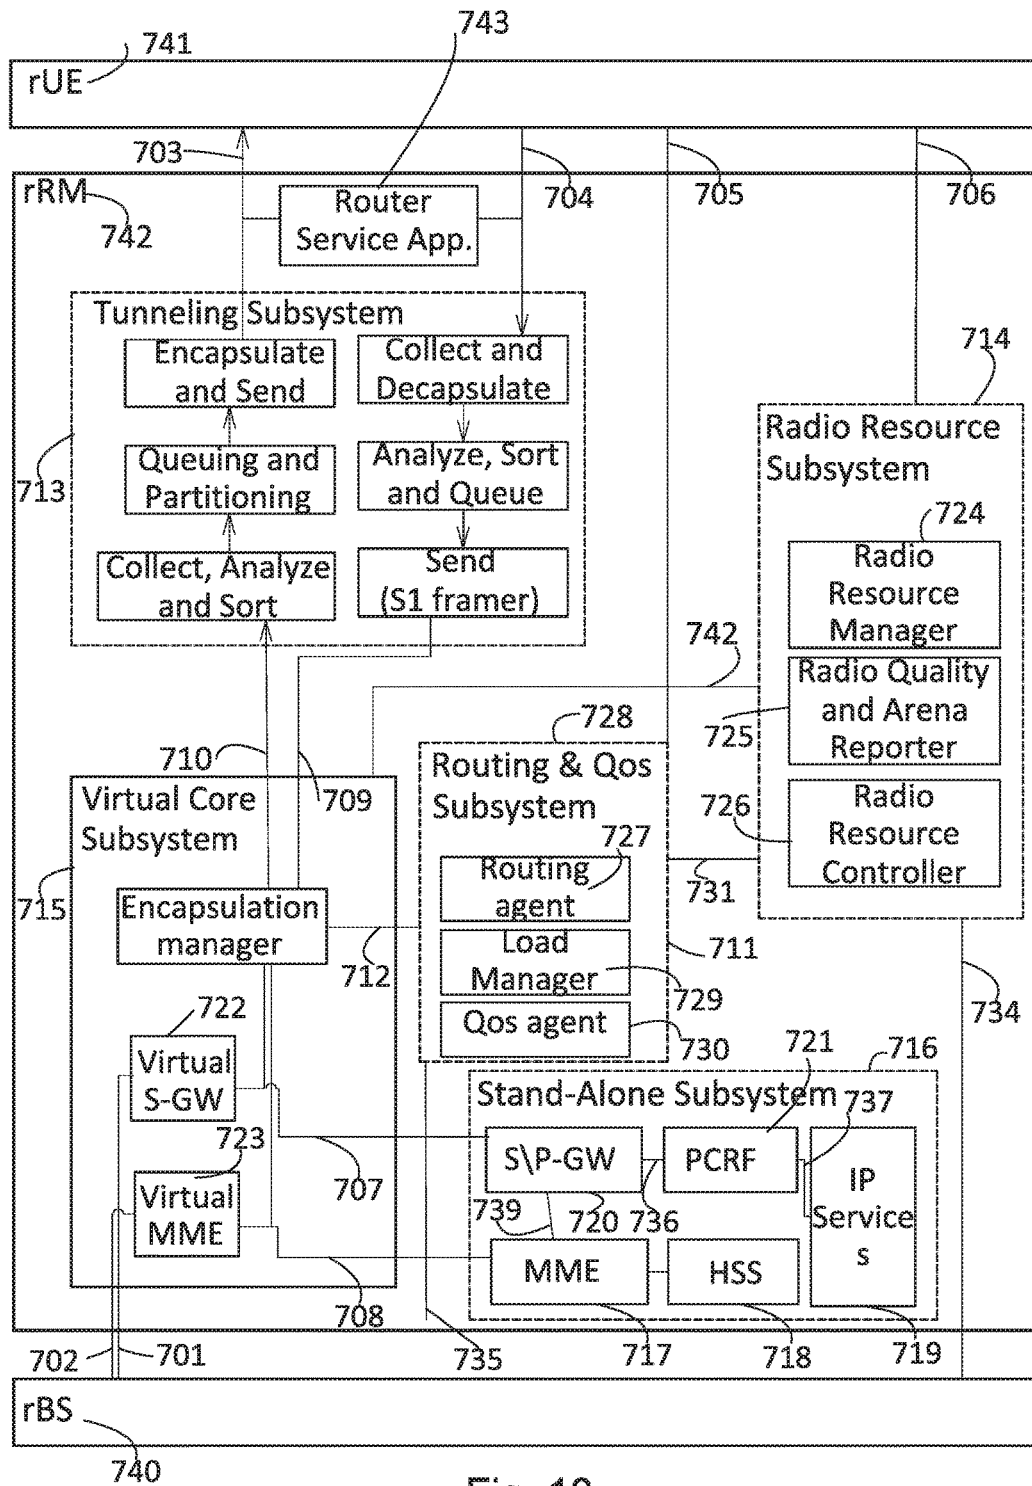 743
741
rUE
703
704
705
706
rRM
742
Router
Service App.
Tunneling Subsystem
Encapsulate
and Send
Collect and
Decapsulate
714
Radio Resource
Subsystem
713
Queuing and
Partitioning
Analyze, Sort
and Queue
724
Radio
Resource
Manager
Collect, Analyze
and Sort
Send
(S1 framer)
742
Radio Quality
and Arena
Reporter
725
728
710
709
Routing & Qos
Subsystem
Virtual Core
Subsystem
727
726
Radio
Resource
Controller
Routing
agent
731
715
Encapsulation
manager
712
Load
Manager
711
729
734
722
Qos agent
730
721
716
Virtual
S-GW
Stand-Alone Subsystem
737
723
S\P-GW
PCRF
IP
Service
s
707
739
720
736
Virtual
MME
MME
HSS
708
702
701
735
717
718
719
rBS
740